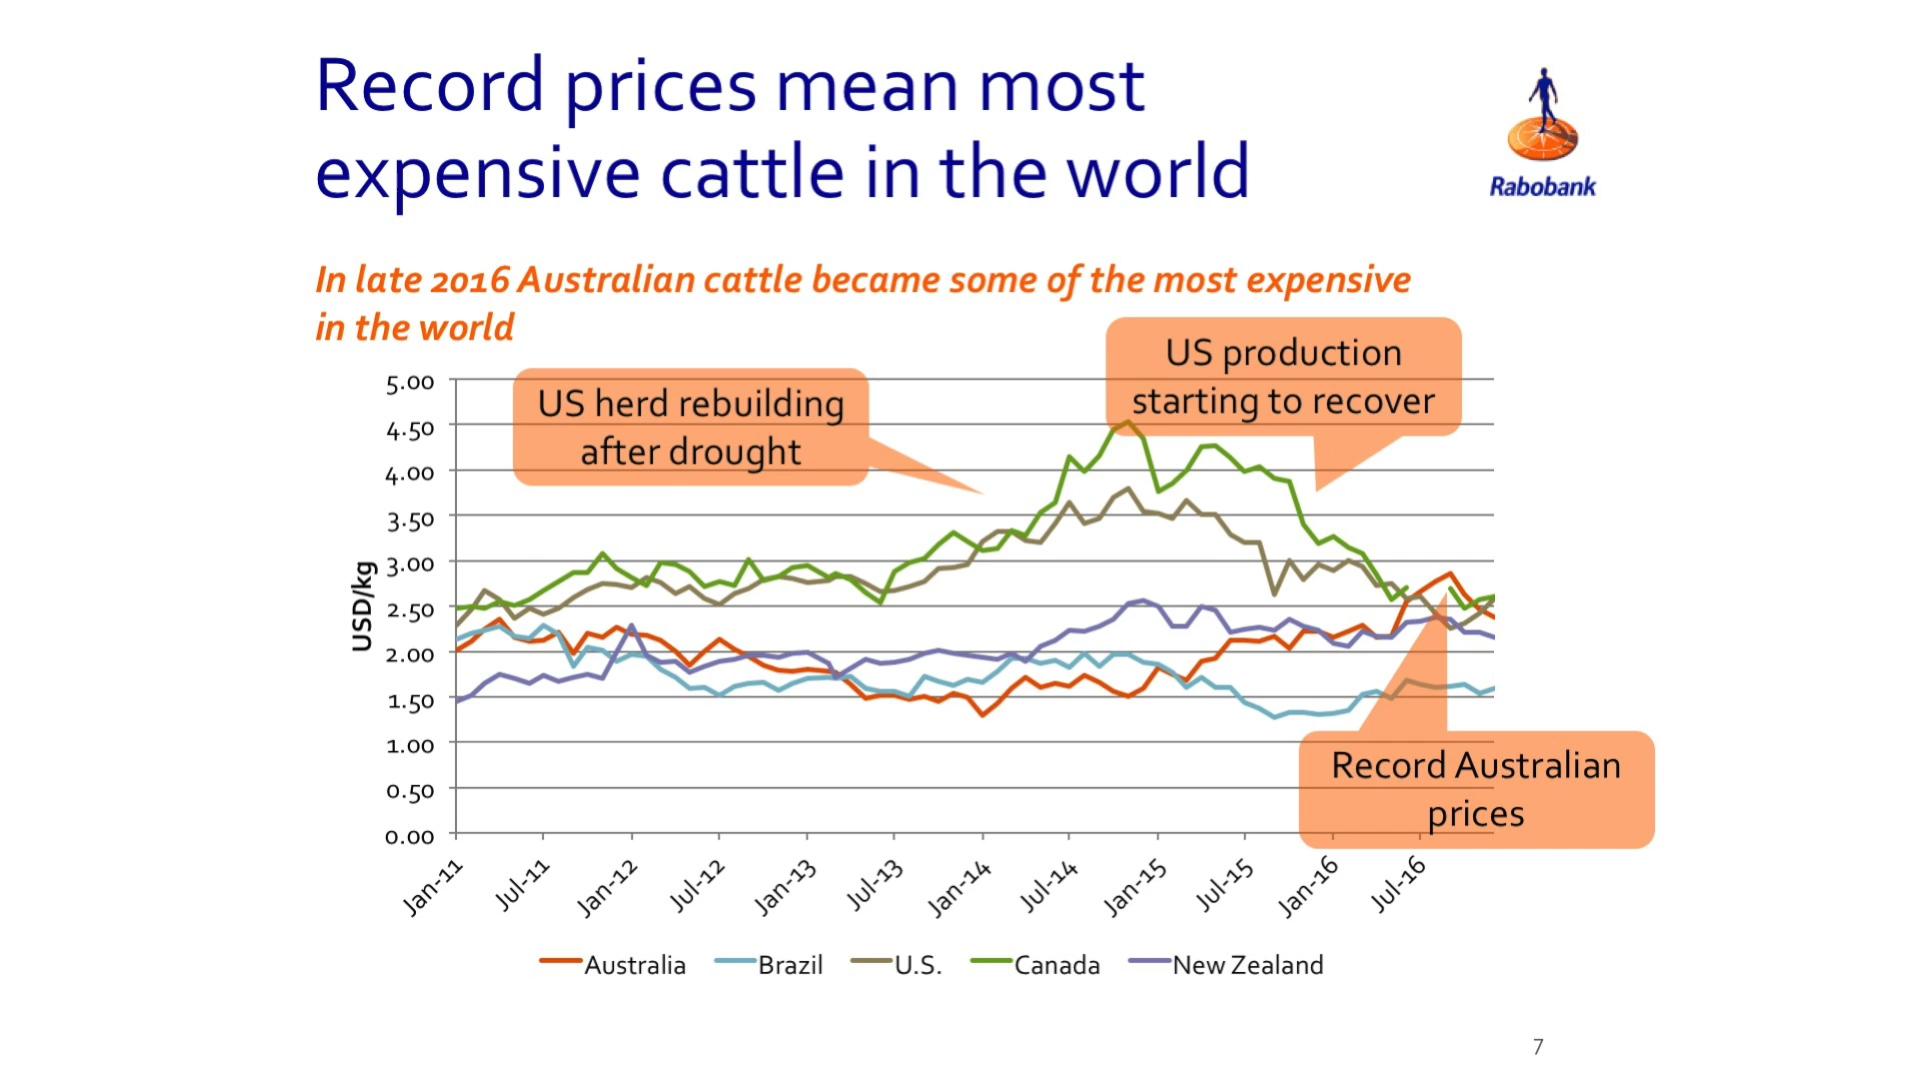 Record prices mean most
expensive cattle in the world
Rabobank
In late 2016 Australian cattle became some of the most expensive
in the world
US production
starting to recover
US herd rebuilding
after drought
5.00
4.50
4.00
3.50
3.00
2.50
2.00
1.50
1.00
0.50
0.00
USD/kg
Record Australian
prices
Jan-11
Jul-11
Jan-12
Jul-12
Jan-13
Jul-13
Jan-14
Jul-14
Jan-15
Jul-15
Jan-16
Jul-16
Australia
Brazil
U.S.
Canada
New Zealand
7